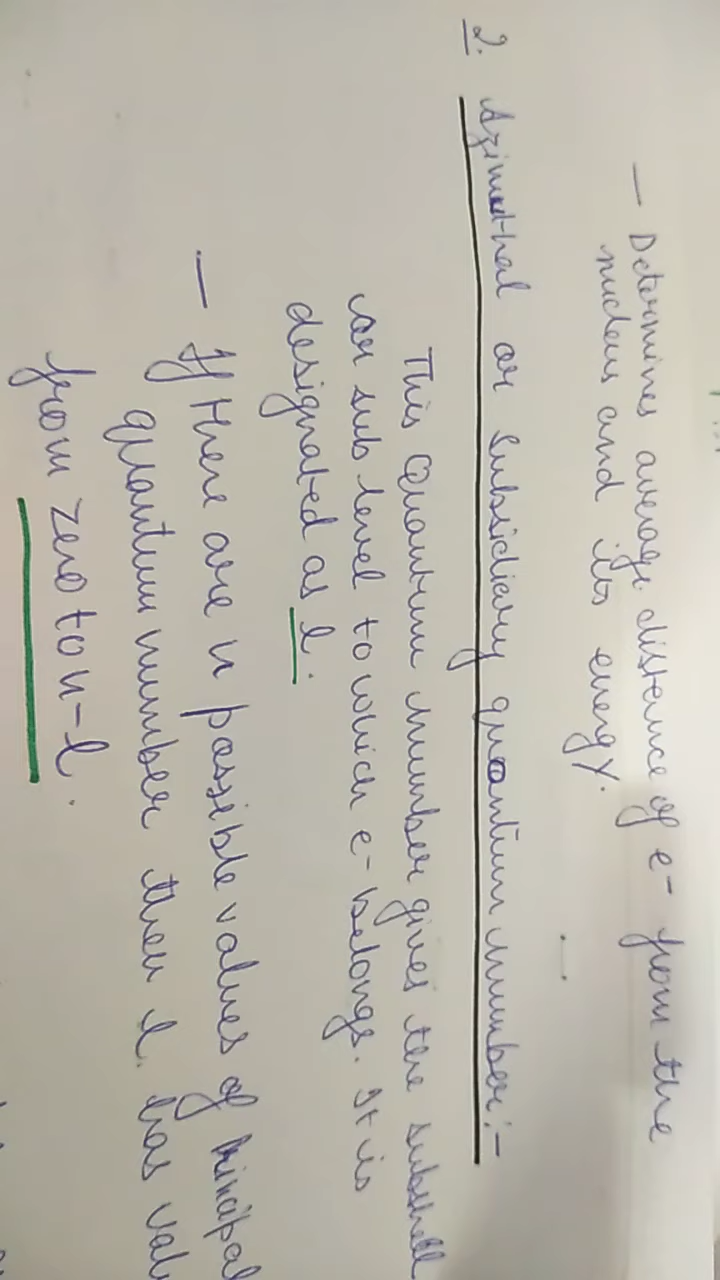 — Determines average distance of e- from the
nucleus and its energy.
2. Azimuthal or Subsidiary quantum number:-
This Quantum number gives the subshell
or sub level to which e- belongs. It is
designated as l.
— If there are n possible values of Principal
quantum number then l. has valu
from zero to n-l.